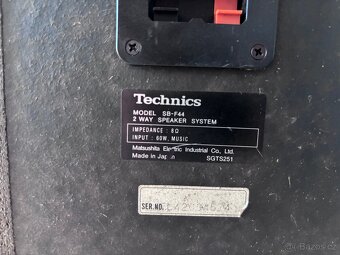 Technics
MODEL SB-F44
2 WAY SPEAKER SYSTEM
IMPEDANCE : 8Ω
INPUT : 60W, MUSIC
Matsushita Electric Industrial Co., Ltd.
Made in Japan SGTS251
SER.NO.